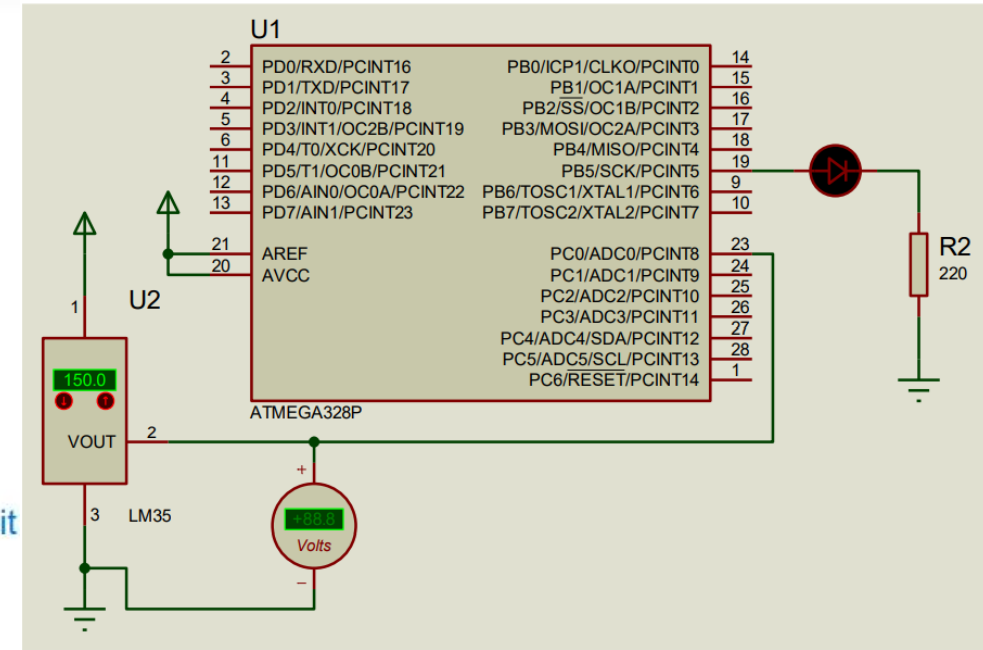 U1
2 PD0/RXD/PCINT16
3 PD1/TXD/PCINT17
4 PD2/INT0/PCINT18
5 PD3/INT1/OC2B/PCINT19
6 PD4/T0/XCK/PCINT20
11 PD5/T1/OC0B/PCINT21
12 PD6/AIN0/OC0A/PCINT22
13 PD7/AIN1/PCINT23
21 AREF
20 AVCC
PB0/ICP1/CLKO/PCINT0 14
PB1/OC1A/PCINT1 15
PB2/SS/OC1B/PCINT2 16
PB3/MOSI/OC2A/PCINT3 17
PB4/MISO/PCINT4 18
PB5/SCK/PCINT5 19
PB6/TOSC1/XTAL1/PCINT6 9
PB7/TOSC2/XTAL2/PCINT7 10
PC0/ADC0/PCINT8 23
PC1/ADC1/PCINT9 24
PC2/ADC2/PCINT10 25
PC3/ADC3/PCINT11 26
PC4/ADC4/SDA/PCINT12 27
PC5/ADC5/SCL/PCINT13 28
PC6/RESET/PCINT14 1
ATMEGA328P
R2
220
U2
1
150.0
VOUT 2
3
LM35
+
+88.8
Volts
−
it